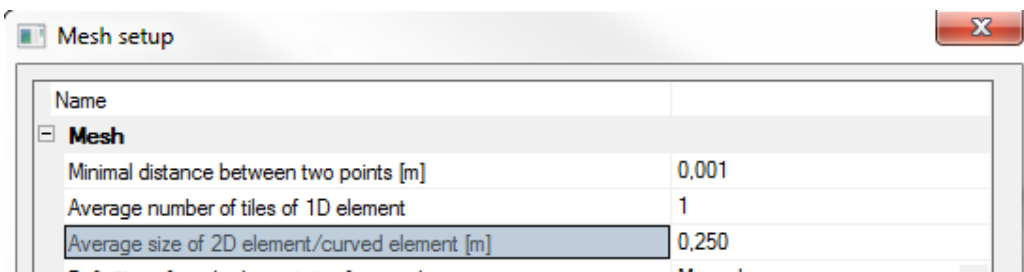 Mesh setup
Name
Mesh
Minimal distance between two points [m] 0,001
Average number of tiles of 1D element 1
Average size of 2D element/curved element [m] 0,250